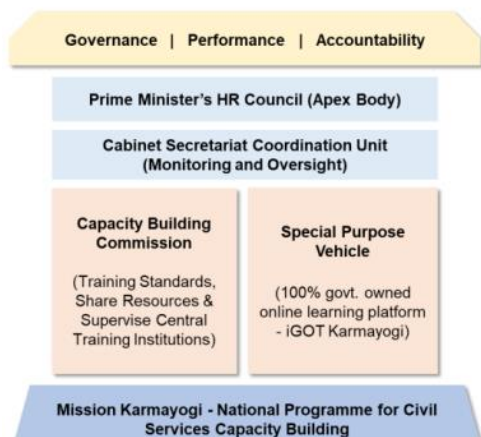 Governance | Performance | Accountability
Prime Minister's HR Council (Apex Body)
Cabinet Secretariat Coordination Unit
(Monitoring and Oversight)
Capacity Building
Commission
(Training Standards,
Share Resources &
Supervise Central
Training Institutions)
Special Purpose
Vehicle
(100% govt. owned
online learning platform
- iGOT Karmayogi)
Mission Karmayogi - National Programme for Civil
Services Capacity Building